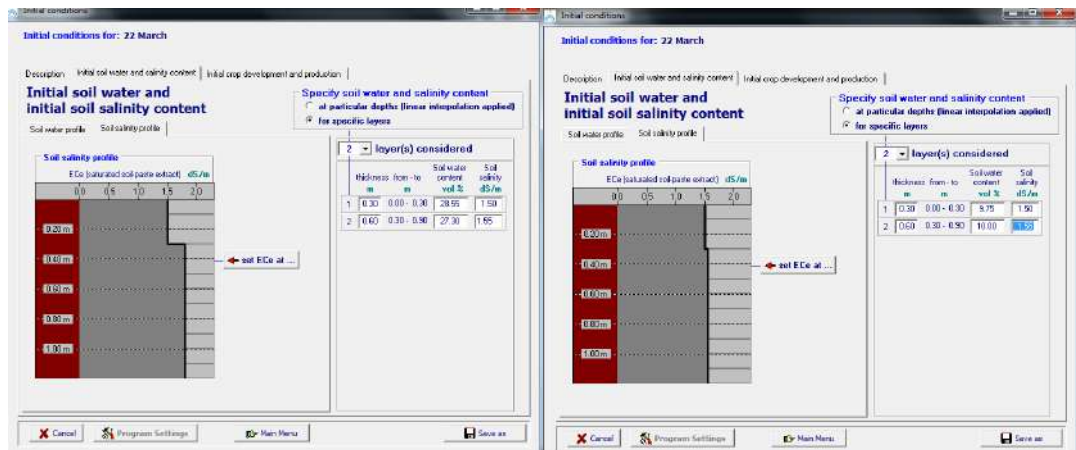 Initial conditions
Initial conditions for: 22 March
Description Initial soil water and salinity content Initial crop development and production
Initial soil water and
initial soil salinity content
Specify soil water and salinity content
at particular depths (linear interpolation applied)
for specific layers
Soil water profile Soil salinity profile
2 layer(s) considered
Soil salinity profile
ECe (saturated soil-paste extract) dS/m
0.0 0.5 1.0 1.5 2.0
0.20 m
0.40 m
0.60 m
0.80 m
1.00 m
set ECe at ...
thickness from - to Soil water content Soil salinity
m m vol % dS/m
1 0.30 0.00 - 0.30 28.55 1.50
2 0.60 0.30 - 0.90 27.30 1.55
Cancel Program Settings Main Menu Save as
Initial conditions
Initial conditions for: 22 March
Description Initial soil water and salinity content Initial crop development and production
Initial soil water and
initial soil salinity content
Specify soil water and salinity content
at particular depths (linear interpolation applied)
for specific layers
Soil water profile Soil salinity profile
2 layer(s) considered
Soil salinity profile
ECe (saturated soil-paste extract) dS/m
0.0 0.5 1.0 1.5 2.0
0.20 m
0.40 m
0.60 m
0.80 m
1.00 m
set ECe at ...
thickness from - to Soil water content Soil salinity
m m vol % dS/m
1 0.30 0.00 - 0.30 9.75 1.50
2 0.60 0.30 - 0.90 10.00 1.55
Cancel Program Settings Main Menu Save as